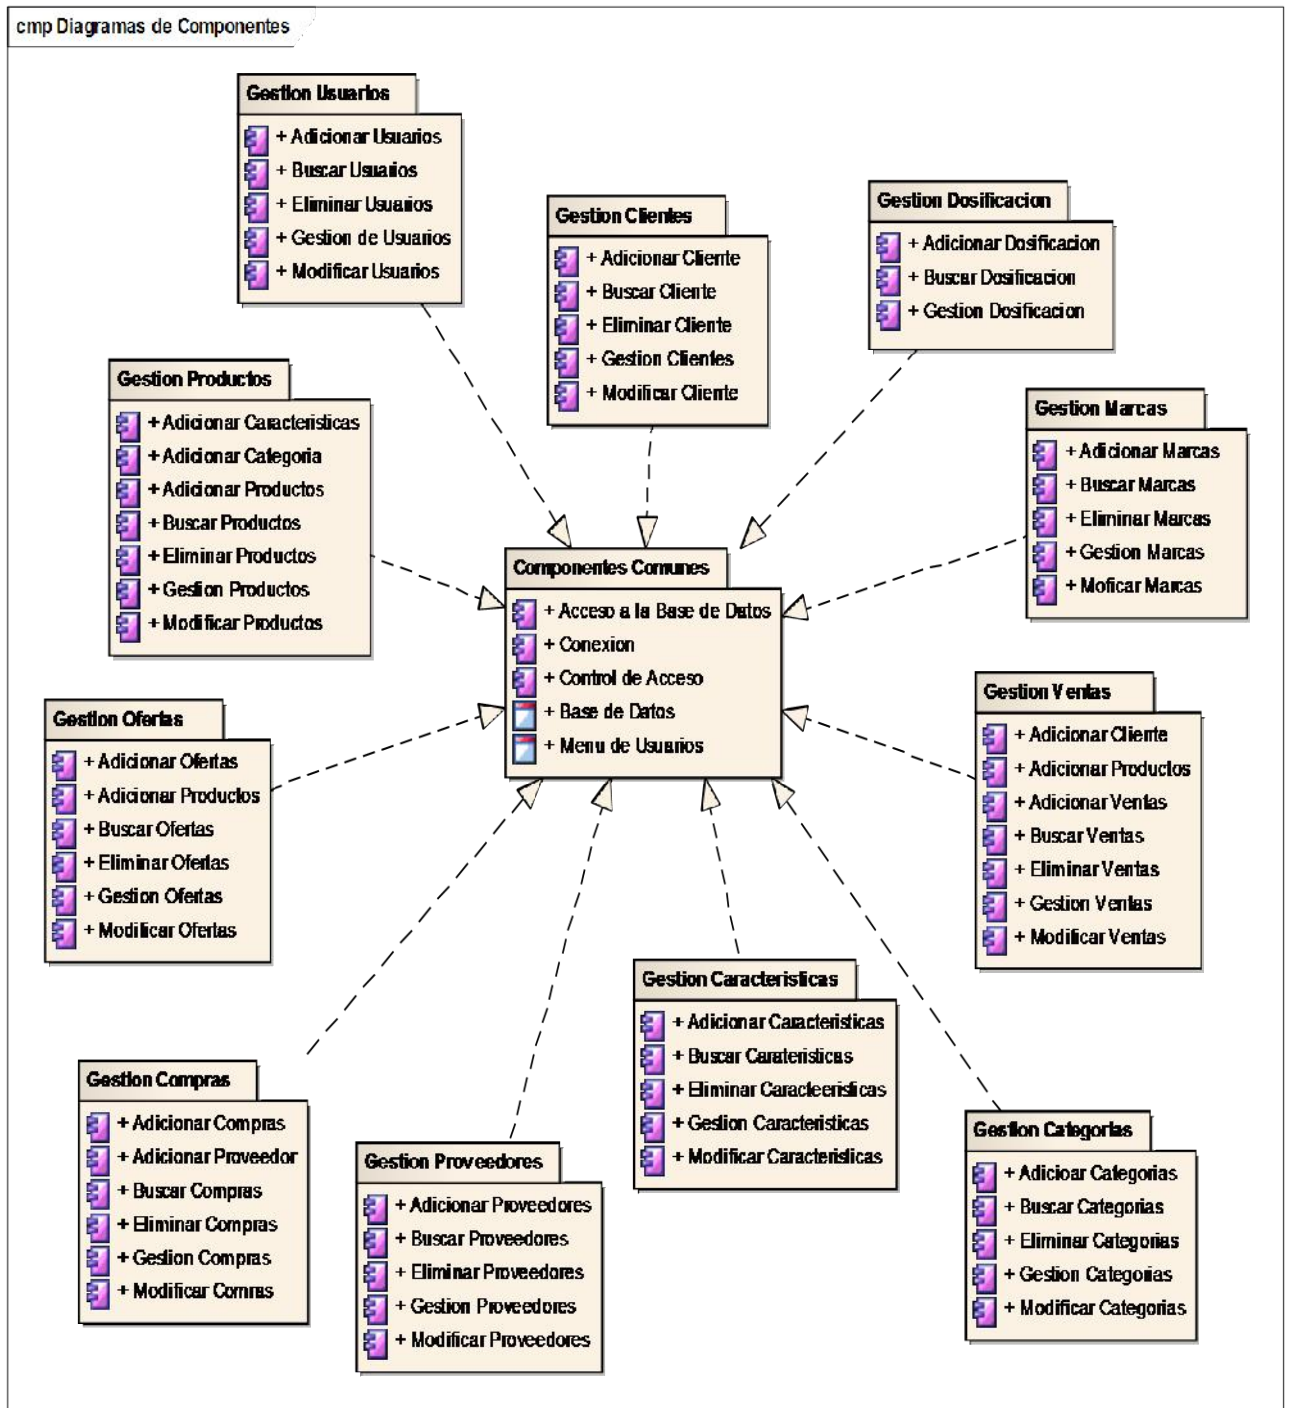 cmp Diagramas de Componentes
Gestion Usuarios
+ Adicionar Usuarios
+ Buscar Usuarios
+ Eliminar Usuarios
+ Gestion de Usuarios
+ Modificar Usuarios
Gestion Clientes
+ Adicionar Cliente
+ Buscar Cliente
+ Eliminar Cliente
+ Gestion Clientes
+ Modificar Cliente
Gestion Dosificacion
+ Adicionar Dosificacion
+ Buscar Dosificacion
+ Gestion Dosificacion
Gestion Productos
+ Adicionar Caracteristicas
+ Adicionar Categoria
+ Adicionar Productos
+ Buscar Productos
+ Eliminar Productos
+ Gestion Productos
+ Modificar Productos
Gestion Marcas
+ Adicionar Marcas
+ Buscar Marcas
+ Eliminar Marcas
+ Gestion Marcas
+ Moficar Marcas
Componentes Comunes
+ Acceso a la Base de Datos
+ Conexion
+ Control de Acceso
+ Base de Datos
+ Menu de Usuarios
Gestion Ofertas
+ Adicionar Ofertas
+ Adicionar Productos
+ Buscar Ofertas
+ Eliminar Ofertas
+ Gestion Ofertas
+ Modificar Ofertas
Gestion Ventas
+ Adicionar Cliente
+ Adicionar Productos
+ Adicionar Ventas
+ Buscar Ventas
+ Eliminar Ventas
+ Gestion Ventas
+ Modificar Ventas
Gestion Compras
+ Adicionar Compras
+ Adicionar Proveedor
+ Buscar Compras
+ Eliminar Compras
+ Gestion Compras
+ Modificar Comras
Gestion Proveedores
+ Adicionar Proveedores
+ Buscar Proveedores
+ Eliminar Proveedores
+ Gestion Proveedores
+ Modificar Proveedores
Gestion Caracteristicas
+ Adicionar Caracteristicas
+ Buscar Carateristicas
+ Eliminar Caracteeristicas
+ Gestion Caracteristicas
+ Modificar Caracteristicas
Gestion Categorias
+ Adicioar Categorias
+ Buscar Categorias
+ Eliminar Categorias
+ Gestion Categorias
+ Modificar Categorias